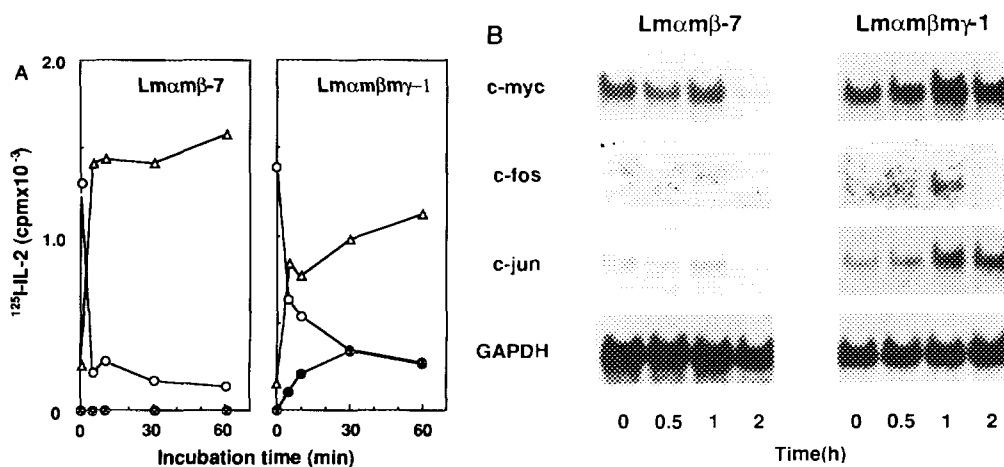 A
Lmαmβ-7
Lmαmβmγ-1
2.0
1.0
0
¹²⁵I-IL-2 (cpmx10⁻³)
0 30 60
0 30 60
Incubation time (min)
B
Lmαmβ-7
Lmαmβmγ-1
c-myc
c-fos
c-jun
GAPDH
0 0.5 1 2
0 0.5 1 2
Time(h)